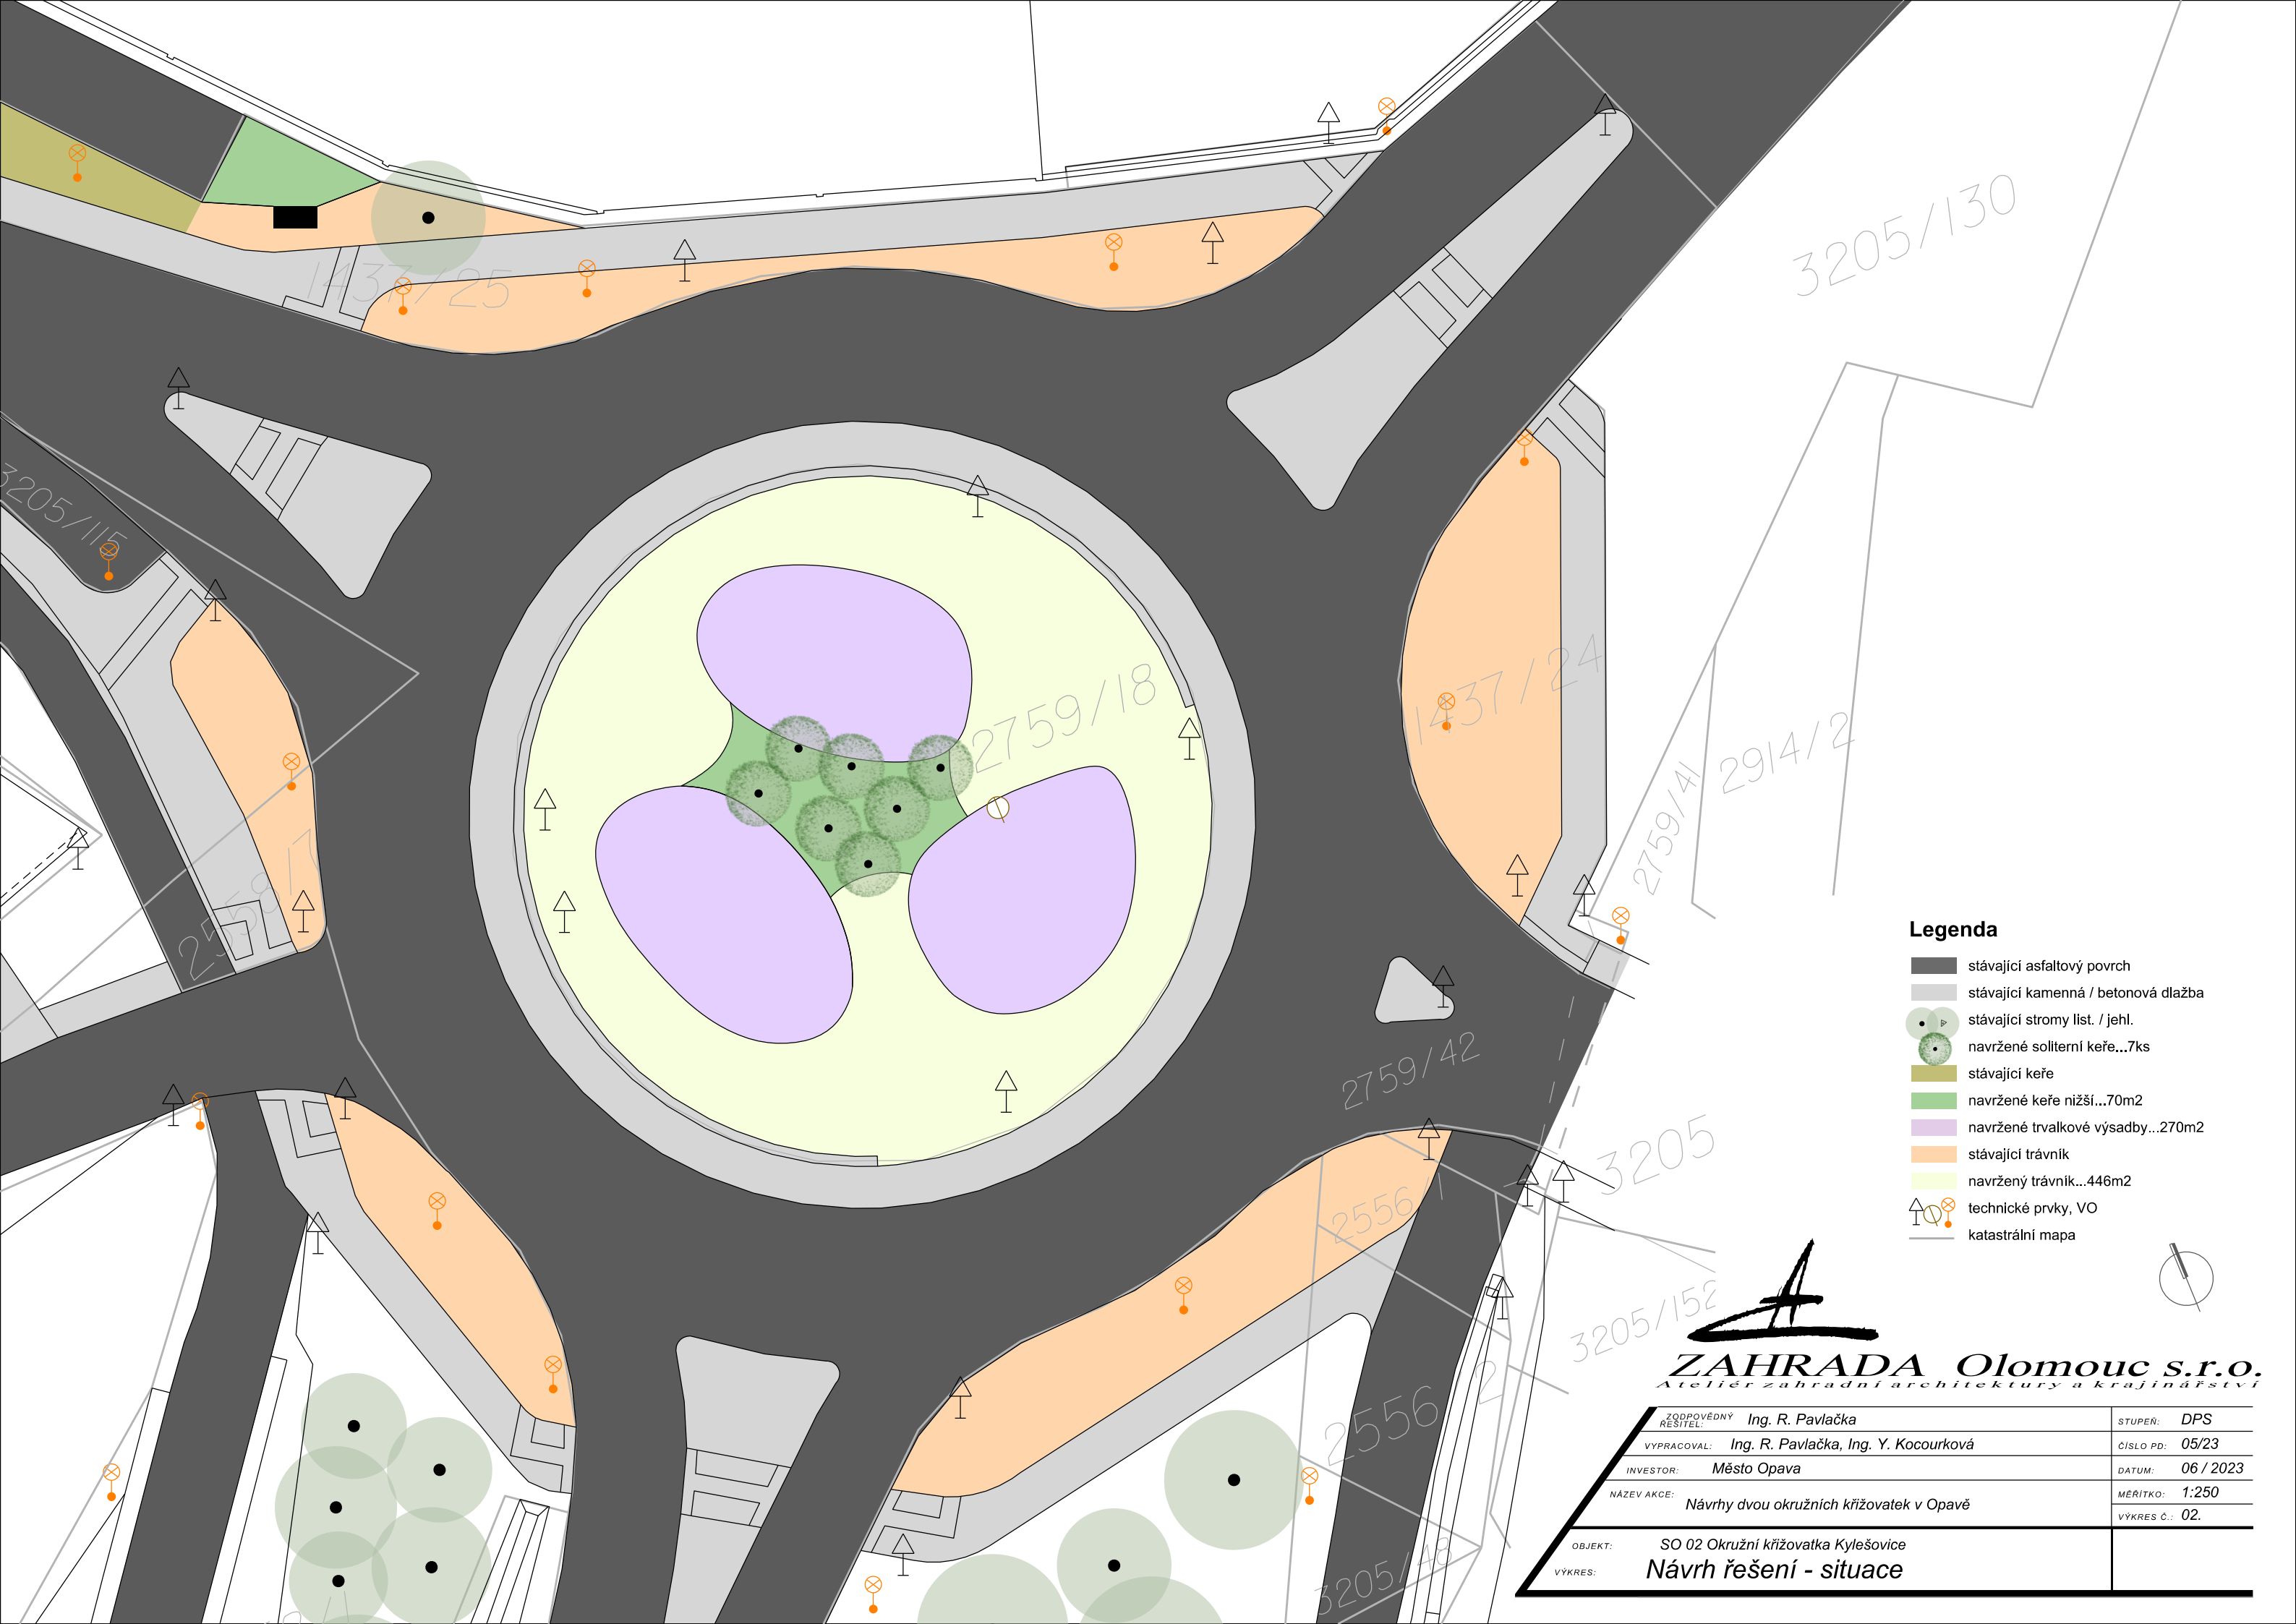 3205/130
1437/25
3205/115
2759/18
1437/24
2914/2
2759/41
2759/42
3205
2556
3205/152
2
2556
3205/48
Legenda
stávající asfaltový povrch
stávající kamenná / betonová dlažba
stávající stromy list. / jehl.
navržené soliterní keře...7ks
stávající keře
navržené keře nižší...70m2
navržené trvalkové výsadby...270m2
stávající trávník
navržený trávník...446m2
technické prvky, VO
katastrální mapa
ZAHRADA Olomouc s.r.o.
Ateliér zahradní architektury a krajinářství
ZODPOVĚDNÝ ŘEŠITEL: Ing. R. Pavlačka STUPEŇ: DPS
VYPRACOVAL: Ing. R. Pavlačka, Ing. Y. Kocourková ČÍSLO PD: 05/23
INVESTOR: Město Opava DATUM: 06 / 2023
NÁZEV AKCE: Návrhy dvou okružních křižovatek v Opavě MĚŘÍTKO: 1:250
VÝKRES Č.: 02.
OBJEKT: SO 02 Okružní křižovatka Kylešovice
VÝKRES: Návrh řešení - situace